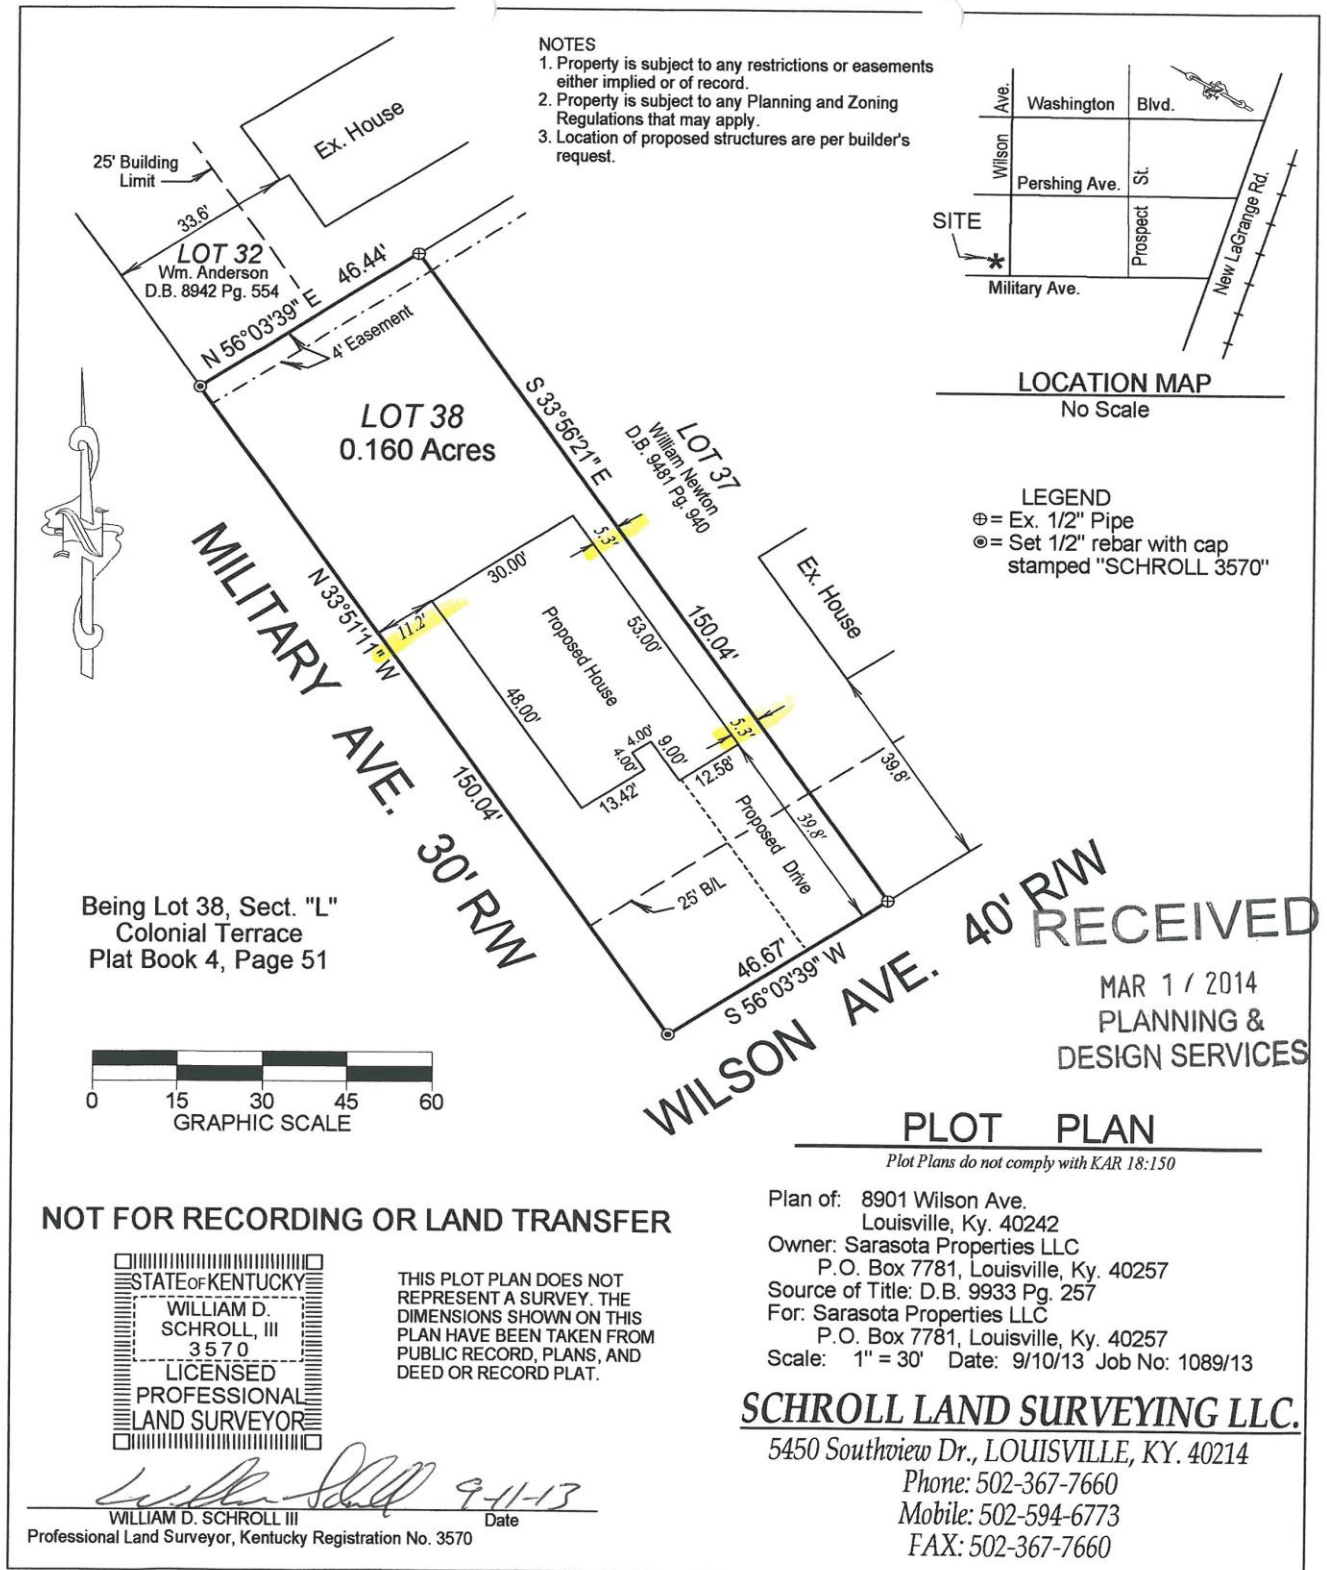 NOTES
1. Property is subject to any restrictions or easements
either implied or of record.
2. Property is subject to any Planning and Zoning
Regulations that may apply.
3. Location of proposed structures are per builder's
request.
Ex. House
25' Building
Limit
33.6'
LOT 32
Wm. Anderson
D.B. 8942 Pg. 554
N 56°03'39" E 46.44'
4' Easement
Wilson Ave.
Washington Blvd.
Pershing Ave.
Prospect St.
New LaGrange Rd.
SITE
*
Military Ave.
LOCATION MAP
No Scale
LOT 38
0.160 Acres
S 33°56'21" E
150.04'
LOT 37
William Newton
D.B. 9481 Pg. 940
LEGEND
⊕= Ex. 1/2" Pipe
⊙= Set 1/2" rebar with cap
stamped "SCHROLL 3570"
N
5.3'
30.00'
11.2'
Proposed House
53.00'
48.00'
Ex. House
N 33°51'11" W
150.04'
4.00'
4.00'
9.00'
5.3'
12.58'
13.42'
39.8'
39.8'
Proposed Drive
25' B/L
MILITARY AVE. 30' R/W
46.67'
S 56°03'39" W
WILSON AVE. 40' R/W
Being Lot 38, Sect. "L"
Colonial Terrace
Plat Book 4, Page 51
RECEIVED
MAR 1 / 2014
PLANNING &
DESIGN SERVICES
0 15 30 45 60
GRAPHIC SCALE
PLOT PLAN
Plot Plans do not comply with KAR 18:150
NOT FOR RECORDING OR LAND TRANSFER
STATE OF KENTUCKY
WILLIAM D.
SCHROLL, III
3570
LICENSED
PROFESSIONAL
LAND SURVEYOR
THIS PLOT PLAN DOES NOT
REPRESENT A SURVEY. THE
DIMENSIONS SHOWN ON THIS
PLAN HAVE BEEN TAKEN FROM
PUBLIC RECORD, PLANS, AND
DEED OR RECORD PLAT.
Plan of: 8901 Wilson Ave.
Louisville, Ky. 40242
Owner: Sarasota Properties LLC
P.O. Box 7781, Louisville, Ky. 40257
Source of Title: D.B. 9933 Pg. 257
For: Sarasota Properties LLC
P.O. Box 7781, Louisville, Ky. 40257
Scale: 1" = 30' Date: 9/10/13 Job No: 1089/13
SCHROLL LAND SURVEYING LLC.
5450 Southview Dr., LOUISVILLE, KY. 40214
Phone: 502-367-7660
Mobile: 502-594-6773
FAX: 502-367-7660
9-11-13
WILLIAM D. SCHROLL III Date
Professional Land Surveyor, Kentucky Registration No. 3570